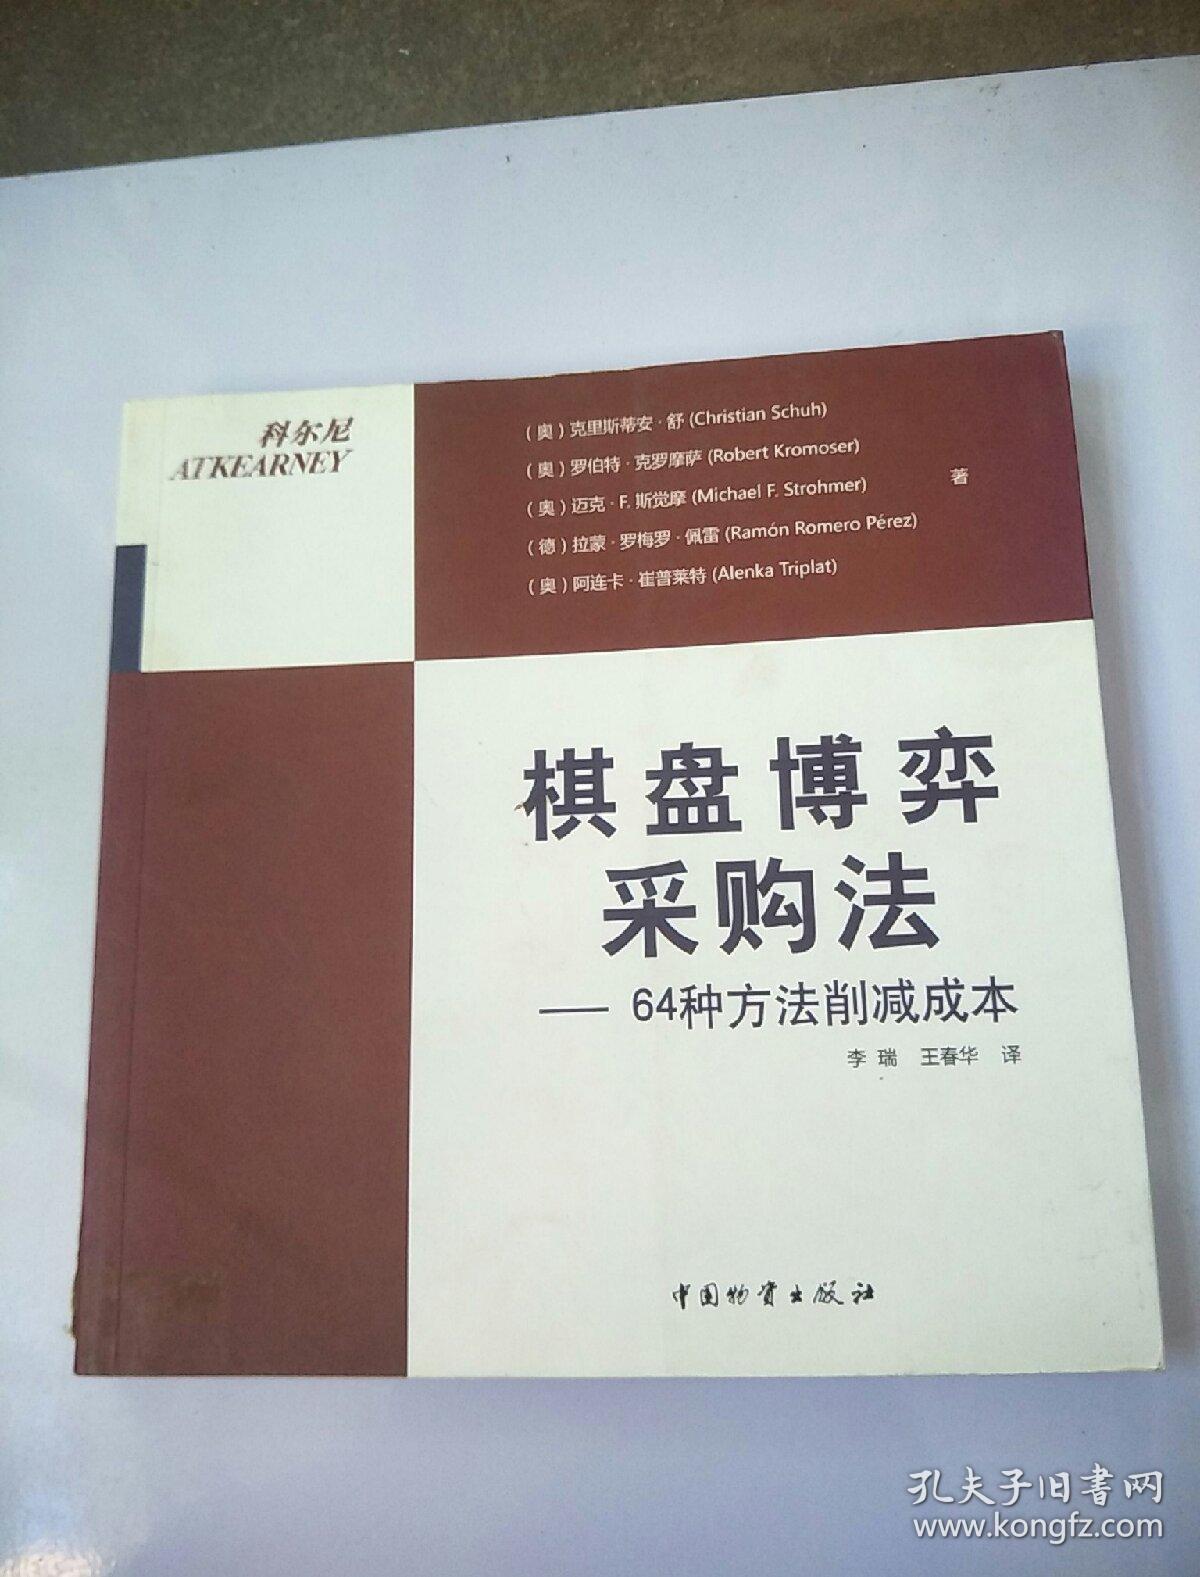 科尔尼
ATKEARNEY
（奥）克里斯蒂安·舒 (Christian Schuh)
（奥）罗伯特·克罗摩萨 (Robert Kromoser)
（奥）迈克·F. 斯觉摩 (Michael F. Strohmer) 著
（德）拉蒙·罗梅罗·佩雷 (Ramón Romero Pérez)
（奥）阿连卡·崔普莱特 (Alenka Triplat)
棋盘博弈
采购法
—— 64种方法削减成本
李 瑞 王春华 译
中国物资出版社
孔夫子旧书网
www.kongfz.com